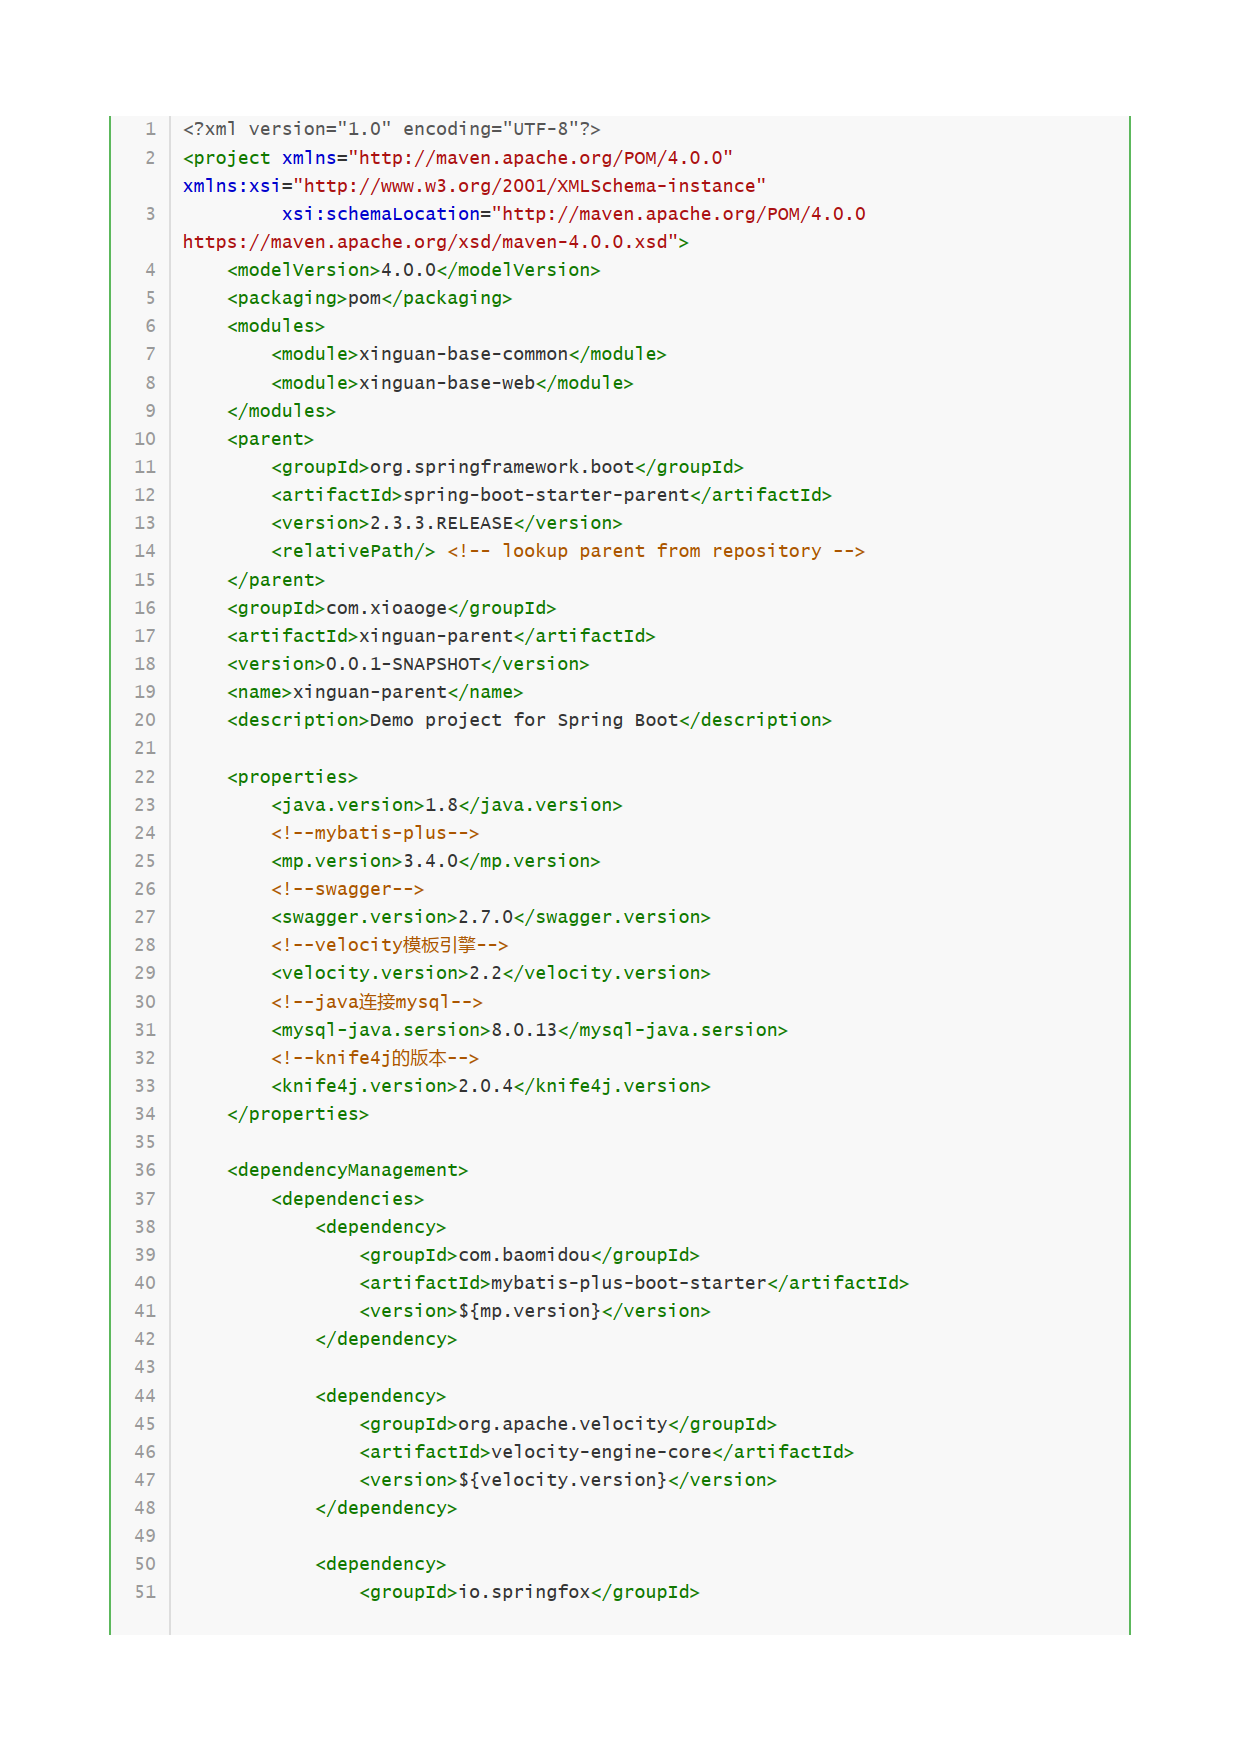 1 <?xml version="1.0" encoding="UTF-8"?>
2 <project xmlns="http://maven.apache.org/POM/4.0.0"
xmlns:xsi="http://www.w3.org/2001/XMLSchema-instance"
3          xsi:schemaLocation="http://maven.apache.org/POM/4.0.0
https://maven.apache.org/xsd/maven-4.0.0.xsd">
4     <modelVersion>4.0.0</modelVersion>
5     <packaging>pom</packaging>
6     <modules>
7         <module>xinguan-base-common</module>
8         <module>xinguan-base-web</module>
9     </modules>
10     <parent>
11         <groupId>org.springframework.boot</groupId>
12         <artifactId>spring-boot-starter-parent</artifactId>
13         <version>2.3.3.RELEASE</version>
14         <relativePath/> <!-- lookup parent from repository -->
15     </parent>
16     <groupId>com.xioaoge</groupId>
17     <artifactId>xinguan-parent</artifactId>
18     <version>0.0.1-SNAPSHOT</version>
19     <name>xinguan-parent</name>
20     <description>Demo project for Spring Boot</description>
21
22     <properties>
23         <java.version>1.8</java.version>
24         <!--mybatis-plus-->
25         <mp.version>3.4.0</mp.version>
26         <!--swagger-->
27         <swagger.version>2.7.0</swagger.version>
28         <!--velocity模板引擎-->
29         <velocity.version>2.2</velocity.version>
30         <!--java连接mysql-->
31         <mysql-java.sersion>8.0.13</mysql-java.sersion>
32         <!--knife4j的版本-->
33         <knife4j.version>2.0.4</knife4j.version>
34     </properties>
35
36     <dependencyManagement>
37         <dependencies>
38             <dependency>
39                 <groupId>com.baomidou</groupId>
40                 <artifactId>mybatis-plus-boot-starter</artifactId>
41                 <version>${mp.version}</version>
42             </dependency>
43
44             <dependency>
45                 <groupId>org.apache.velocity</groupId>
46                 <artifactId>velocity-engine-core</artifactId>
47                 <version>${velocity.version}</version>
48             </dependency>
49
50             <dependency>
51                 <groupId>io.springfox</groupId>